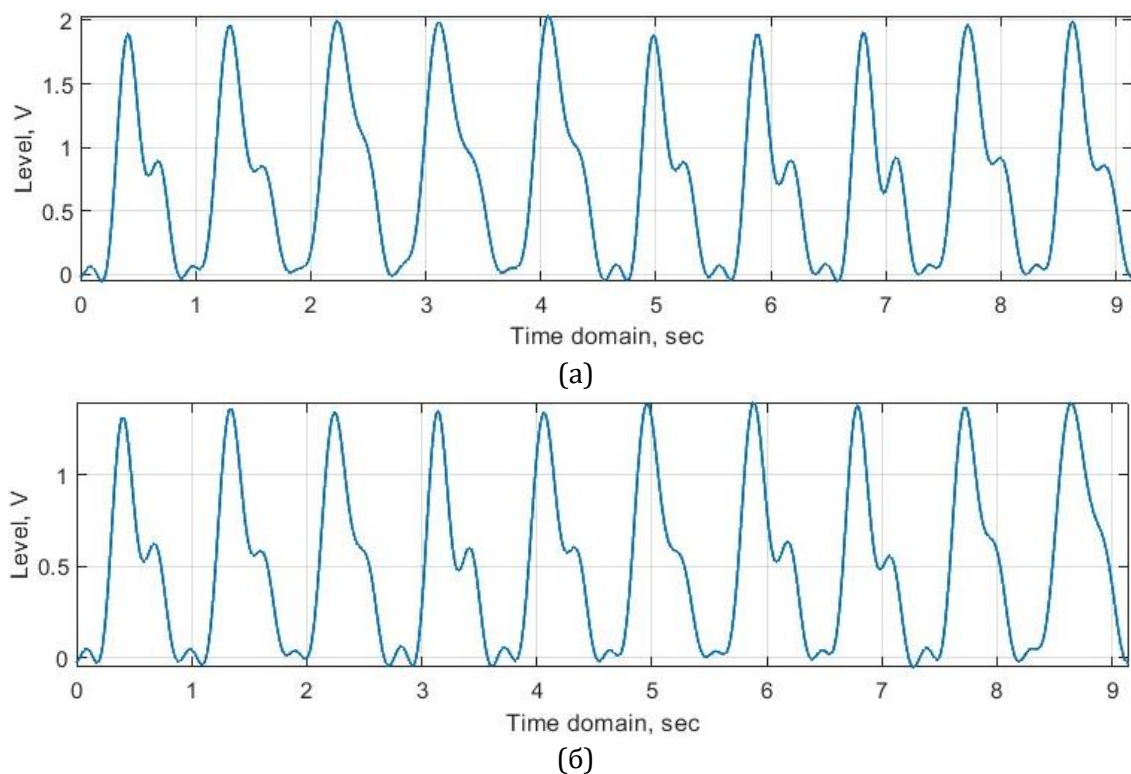 2
1.5
1
0.5
0
Level, V
0 1 2 3 4 5 6 7 8 9
Time domain, sec
(а)
1
0.5
0
Level, V
0 1 2 3 4 5 6 7 8 9
Time domain, sec
(б)